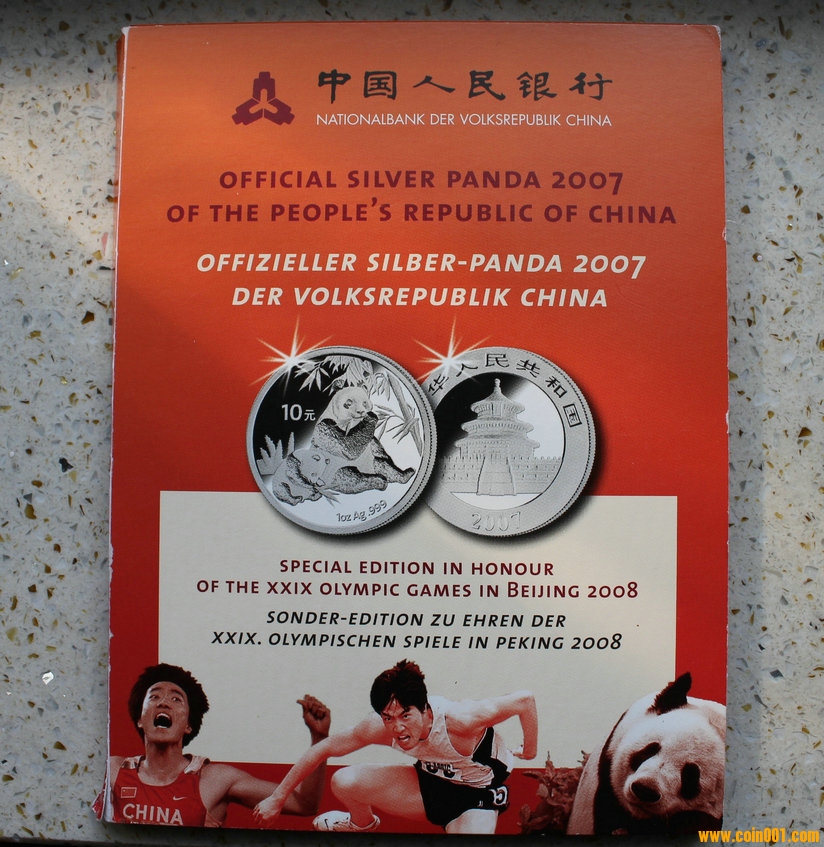 中国人民银行
NATIONALBANK DER VOLKSREPUBLIK CHINA
OFFICIAL SILVER PANDA 2007
OF THE PEOPLE'S REPUBLIC OF CHINA
OFFIZIELLER SILBER-PANDA 2007
DER VOLKSREPUBLIK CHINA
10元
1oz Ag .999
华人民共和国
2007
SPECIAL EDITION IN HONOUR
OF THE XXIX OLYMPIC GAMES IN BEIJING 2008
SONDER-EDITION ZU EHREN DER
XXIX. OLYMPISCHEN SPIELE IN PEKING 2008
CHINA
www.coin001.com